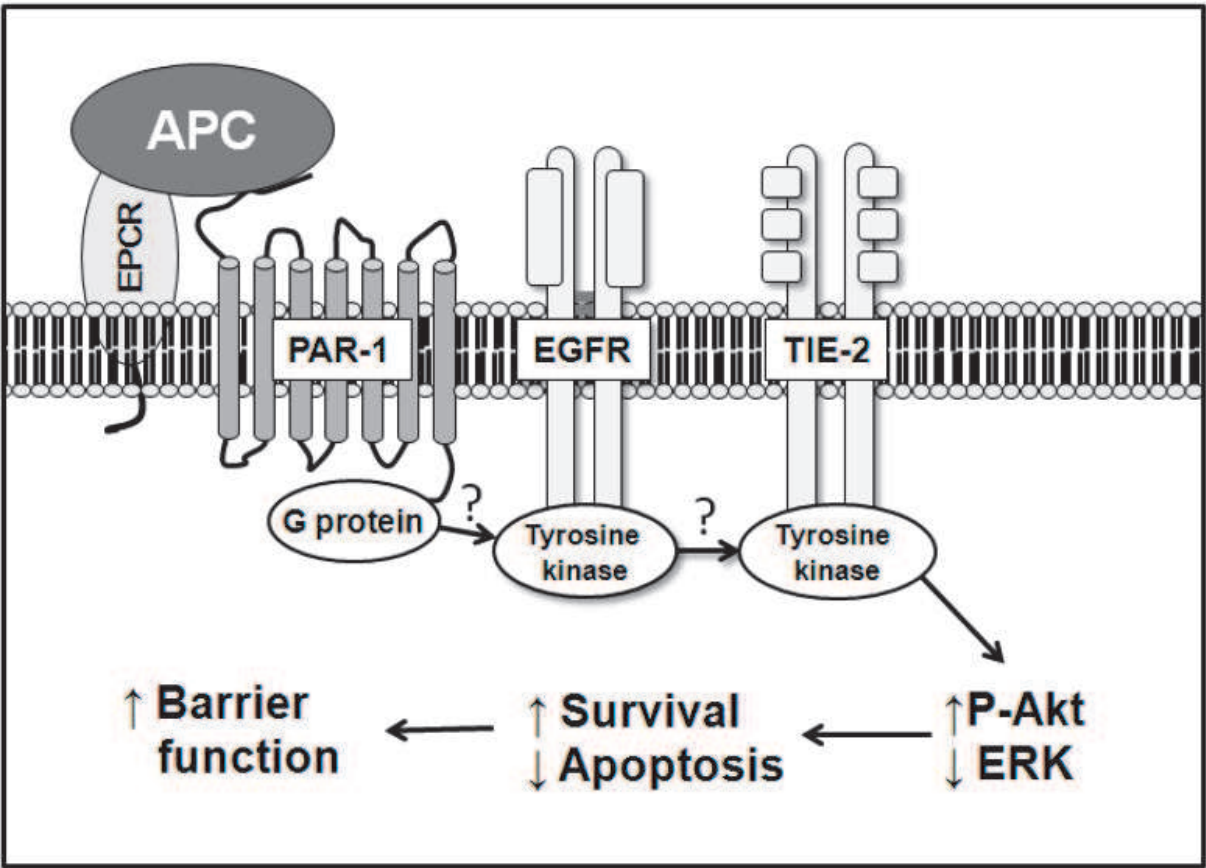 APC
EPCR
PAR-1
EGFR
TIE-2
G protein
?
Tyrosine
kinase
?
Tyrosine
kinase
↑ Barrier
function
↑ Survival
↓ Apoptosis
↑P-Akt
↓ ERK